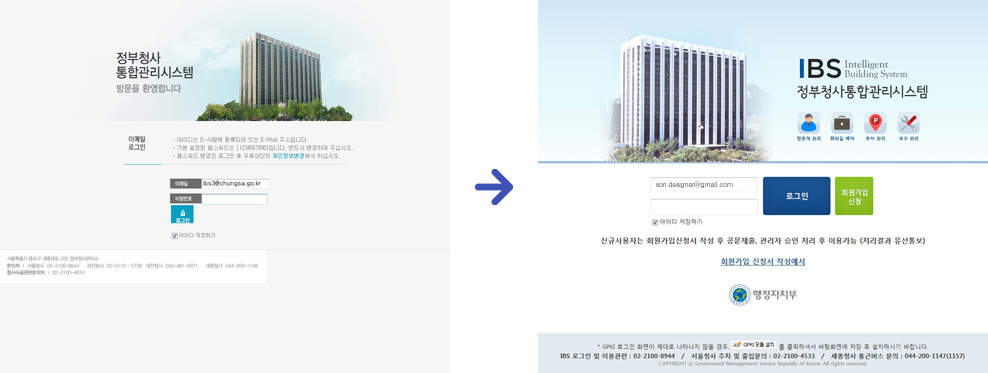 정부청사
통합관리시스템
방문을 환영합니다
이메일
로그인
- 아이디는 E-사람에 등록되어 있는 E-Mail 주소입니다.
- 기본 설정된 패스워드는 [1234567890]입니다. 반드시 변경하여 주십시오.
- 패스워드 변경은 로그인 후 우측상단의 개인정보변경에서 하십시오.
이메일 ibs3@chungsa.go.kr
비밀번호
로그인
아이디 저장하기
서울특별시 종로구 세종대로 209 정부청사관리소
문의처 | 서울청사 02-2100-8944 과천청사 02-2110-5738 대전청사 042-481-6071 세종청사 044-200-1146
청사수급관련문의처 | 02-2100-4614
IBS Intelligent
Building System
정부청사통합관리시스템
방문객 관리 회의실 예약 주차 관리 보수 관리
sori.designer@gmail.com
로그인
회원가입
신청
아이디 저장하기
신규사용자는 회원가입신청서 작성 후 공문제출, 관리자 승인 처리 후 이용가능 (처리결과 유선통보)
회원가입 신청서 작성예시
행정자치부
* GPKI 로그인 화면이 제대로 나타나지 않을 경우, GPKI 모듈 설치 를 클릭하셔서 바탕화면에 저장 후 설치하시기 바랍니다.
IBS 로그인 및 이용관련 : 02-2100-8944 / 서울청사 주차 및 출입문의 : 02-2100-4533 / 세종청사 통근버스 문의 : 044-200-1147(1157)
COPYRIGHT ⓒ Government Management Service Republic of Korea. All rights reserved.